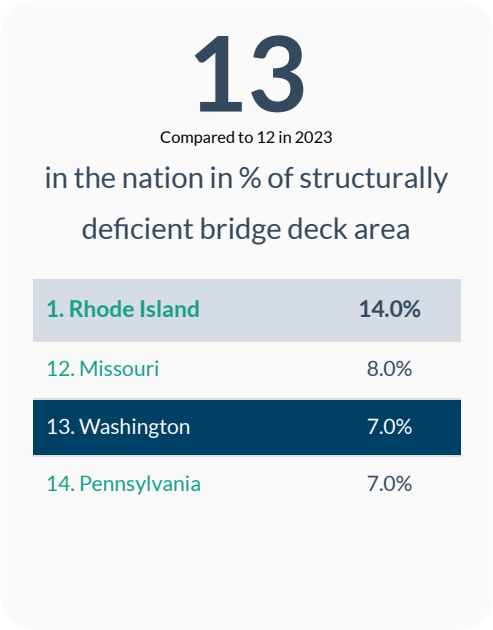 13
Compared to 12 in 2023
in the nation in % of structurally
deficient bridge deck area
1. Rhode Island 14.0%
12. Missouri 8.0%
13. Washington 7.0%
14. Pennsylvania 7.0%